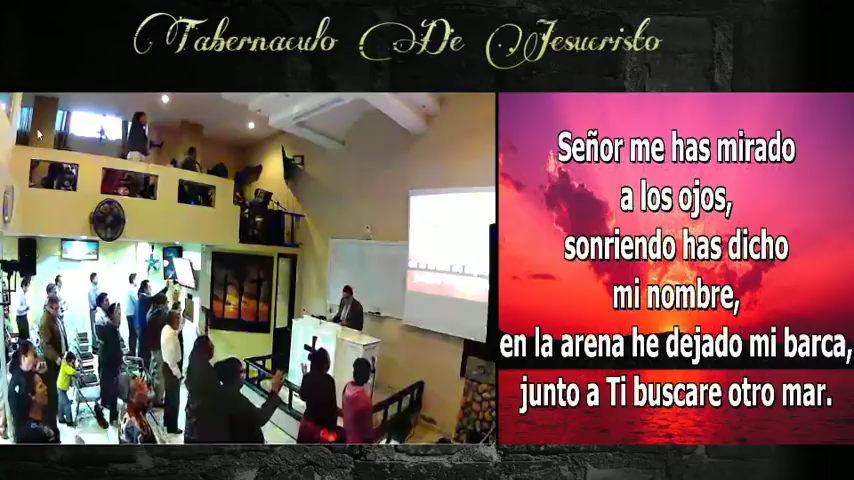 Tabernaculo De Jesucristo
Señor me has mirado
a los ojos,
sonriendo has dicho
mi nombre,
en la arena he dejado mi barca,
junto a Ti buscare otro mar.